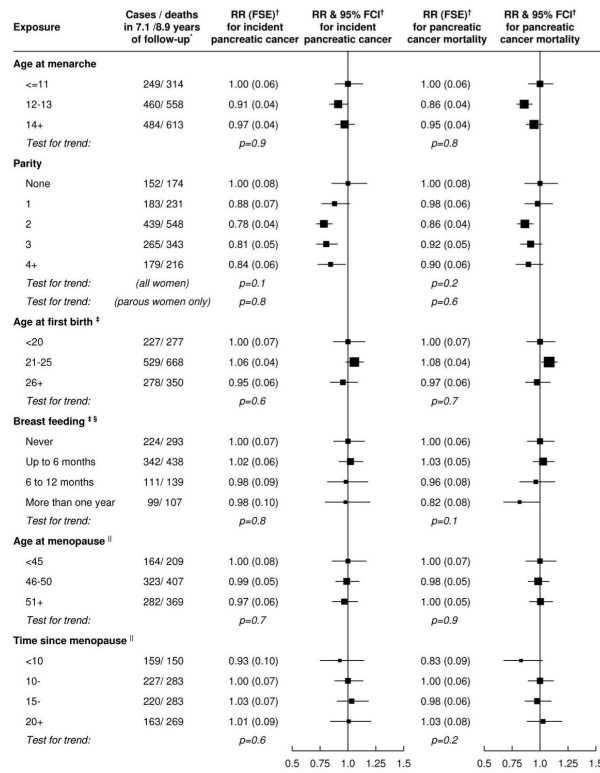 Exposure Cases / deaths in 7.1 /8.9 years of follow-up* RR (FSE)† for incident pancreatic cancer RR & 95% FCI† for incident pancreatic cancer RR (FSE)† for pancreatic cancer mortality RR & 95% FCI† for pancreatic cancer mortality
Age at menarche
<=11 249/ 314 1.00 (0.06) 1.00 (0.06)
12-13 460/ 558 0.91 (0.04) 0.86 (0.04)
14+ 484/ 613 0.97 (0.04) 0.95 (0.04)
Test for trend: p=0.9 p=0.8
Parity
None 152/ 174 1.00 (0.08) 1.00 (0.08)
1 183/ 231 0.88 (0.07) 0.98 (0.06)
2 439/ 548 0.78 (0.04) 0.86 (0.04)
3 265/ 343 0.81 (0.05) 0.92 (0.05)
4+ 179/ 216 0.84 (0.06) 0.90 (0.06)
Test for trend: (all women) p=0.1 p=0.2
Test for trend: (parous women only) p=0.8 p=0.6
Age at first birth ‡
<20 227/ 277 1.00 (0.07) 1.00 (0.07)
21-25 529/ 668 1.06 (0.04) 1.08 (0.04)
26+ 278/ 350 0.95 (0.06) 0.97 (0.06)
Test for trend: p=0.6 p=0.7
Breast feeding ‡ §
Never 224/ 293 1.00 (0.07) 1.00 (0.06)
Up to 6 months 342/ 438 1.02 (0.06) 1.03 (0.05)
6 to 12 months 111/ 139 0.98 (0.09) 0.96 (0.08)
More than one year 99/ 107 0.98 (0.10) 0.82 (0.08)
Test for trend: p=0.8 p=0.1
Age at menopause ||
<45 164/ 209 1.00 (0.08) 1.00 (0.07)
46-50 323/ 407 0.99 (0.05) 0.98 (0.05)
51+ 282/ 369 0.97 (0.06) 1.00 (0.05)
Test for trend: p=0.7 p=0.9
Time since menopause ||
<10 159/ 150 0.93 (0.10) 0.83 (0.09)
10- 227/ 283 1.00 (0.07) 1.00 (0.06)
15- 220/ 283 1.03 (0.07) 0.98 (0.06)
20+ 163/ 269 1.01 (0.09) 1.03 (0.08)
Test for trend: p=0.6 p=0.2
0.5 0.75 1.0 1.25 1.5 0.5 0.75 1.0 1.25 1.5